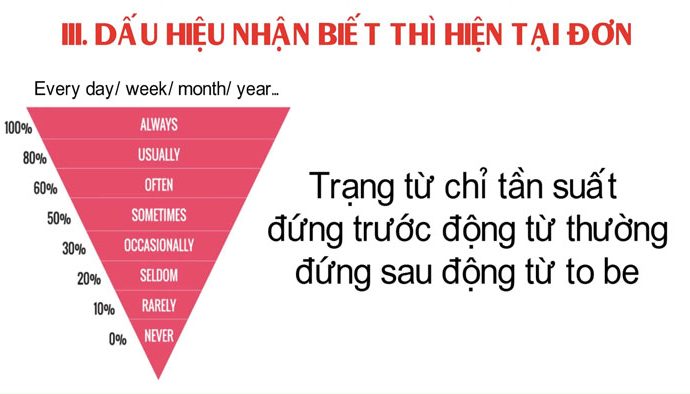 III. DẤU HIỆU NHẬN BIẾT THÌ HIỆN TẠI ĐƠN
Every day/ week/ month/ year...
100% ALWAYS
80% USUALLY
60% OFTEN
50% SOMETIMES
30% OCCASIONALLY
20% SELDOM
10% RARELY
0% NEVER
Trạng từ chỉ tần suất
đứng trước động từ thường
đứng sau động từ to be